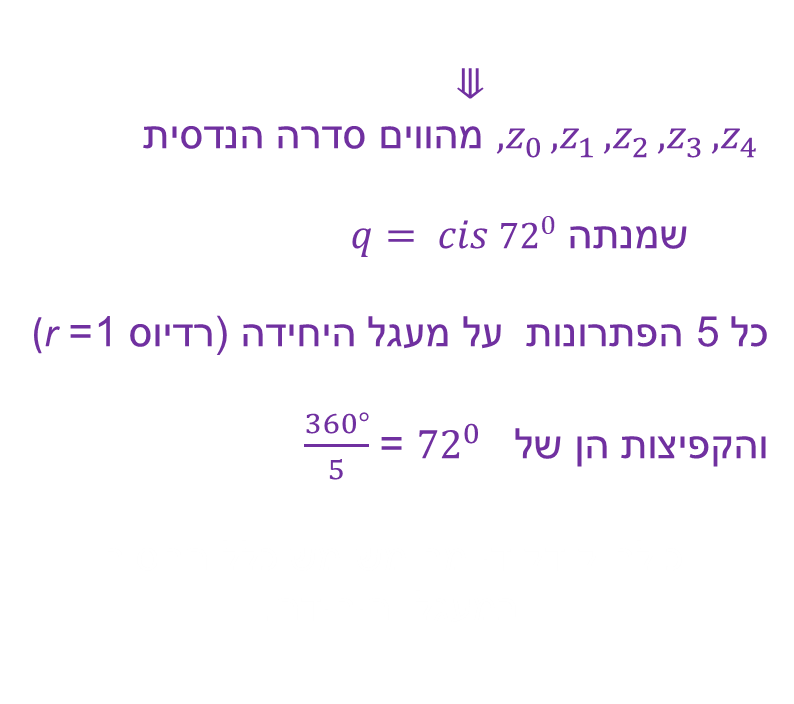 ⤋
z₀, z₁, z₂, z₃, z₄, מהווים סדרה הנדסית
שמנתה q = cis 72⁰
כל 5 הפתרונות על מעגל היחידה (רדיוס r =1)
והקפיצות הן של 72⁰ = 360°/5